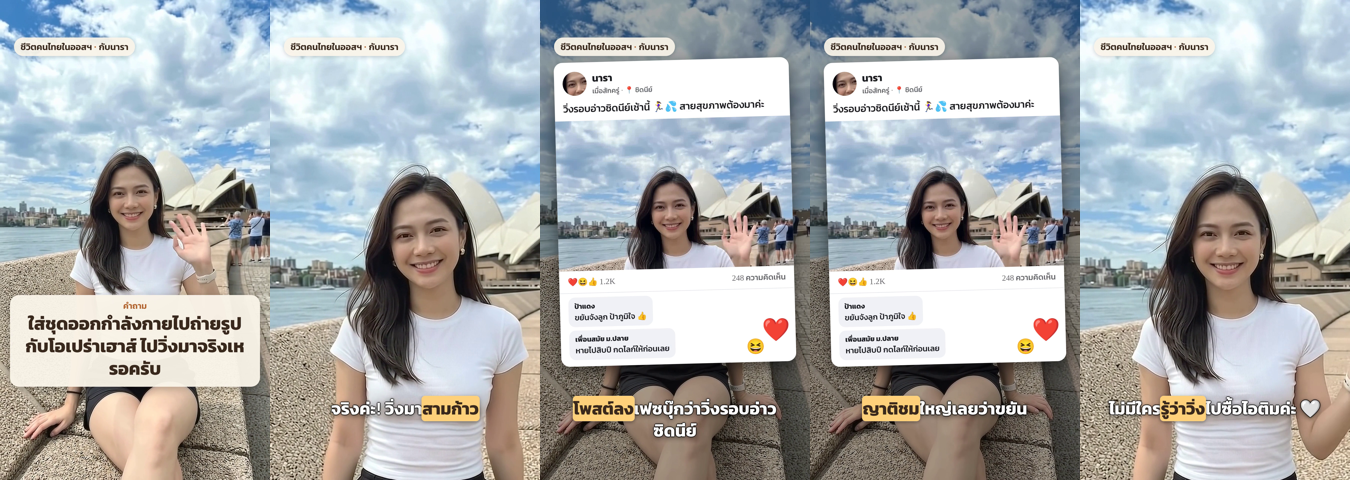 ชีวิตคนไทยในออสฯ · กับนารา
คำถาม
ใส่ชุดออกกำลังกายไปถ่ายรูป
กับโอเปร่าเฮาส์ ไปวิ่งมาจริงเห
รอครับ
ชีวิตคนไทยในออสฯ · กับนารา
จริงค่ะ! วิ่งมาสามก้าว
ชีวิตคนไทยในออสฯ · กับนารา
นารา
เมื่อสักครู่ · 📍 ซิดนีย์
วิ่งรอบอ่าวซิดนีย์เช้านี้ 🏃‍♀️💦 สายสุขภาพต้องมาค่ะ
❤️😆👍 1.2K
248 ความคิดเห็น
ป้าแดง
ขยันจังลูก ป้าภูมิใจ 👍
เพื่อนสมัย ม.ปลาย
หายไปสิบปี กดไลก์ให้ก่อนเลย
โพสต์ลงเฟซบุ๊กว่าวิ่งรอบอ่าว
ซิดนีย์
ชีวิตคนไทยในออสฯ · กับนารา
นารา
เมื่อสักครู่ · 📍 ซิดนีย์
วิ่งรอบอ่าวซิดนีย์เช้านี้ 🏃‍♀️💦 สายสุขภาพต้องมาค่ะ
❤️😆👍 1.2K
248 ความคิดเห็น
ป้าแดง
ขยันจังลูก ป้าภูมิใจ 👍
เพื่อนสมัย ม.ปลาย
หายไปสิบปี กดไลก์ให้ก่อนเลย
ญาติชมใหญ่เลยว่าขยัน
ชีวิตคนไทยในออสฯ · กับนารา
ไม่มีใครรู้ว่าวิ่งไปซื้อไอติมค่ะ 🤍